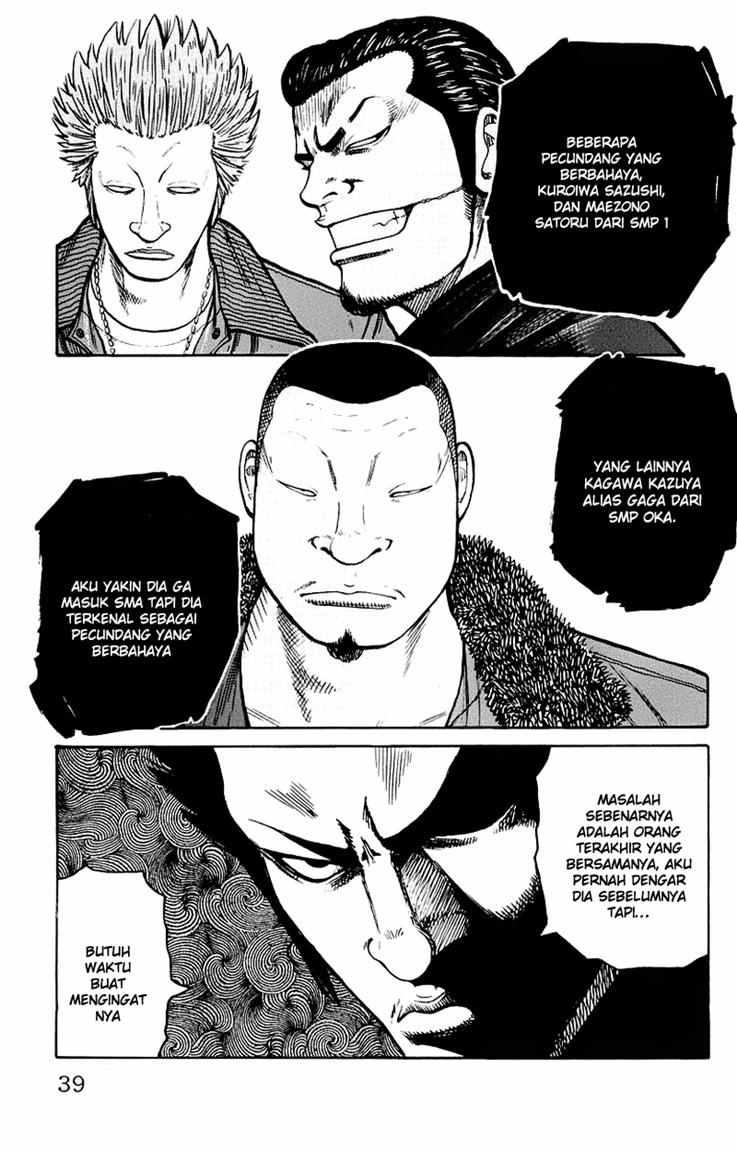 BEBERAPA
PECUNDANG YANG
BERBAHAYA,
KUROIWA SAZUSHI,
DAN MAEZONO
SATORU DARI SMP 1
YANG LAINNYA
KAGAWA KAZUYA
ALIAS GAGA DARI
SMP OKA.
AKU YAKIN DIA GA
MASUK SMA TAPI DIA
TERKENAL SEBAGAI
PECUNDANG YANG
BERBAHAYA
MASALAH
SEBENARNYA
ADALAH ORANG
TERAKHIR YANG
BERSAMANYA, AKU
PERNAH DENGAR
DIA SEBELUMNYA
TAPI...
BUTUH
WAKTU
BUAT
MENGINGAT
NYA
39